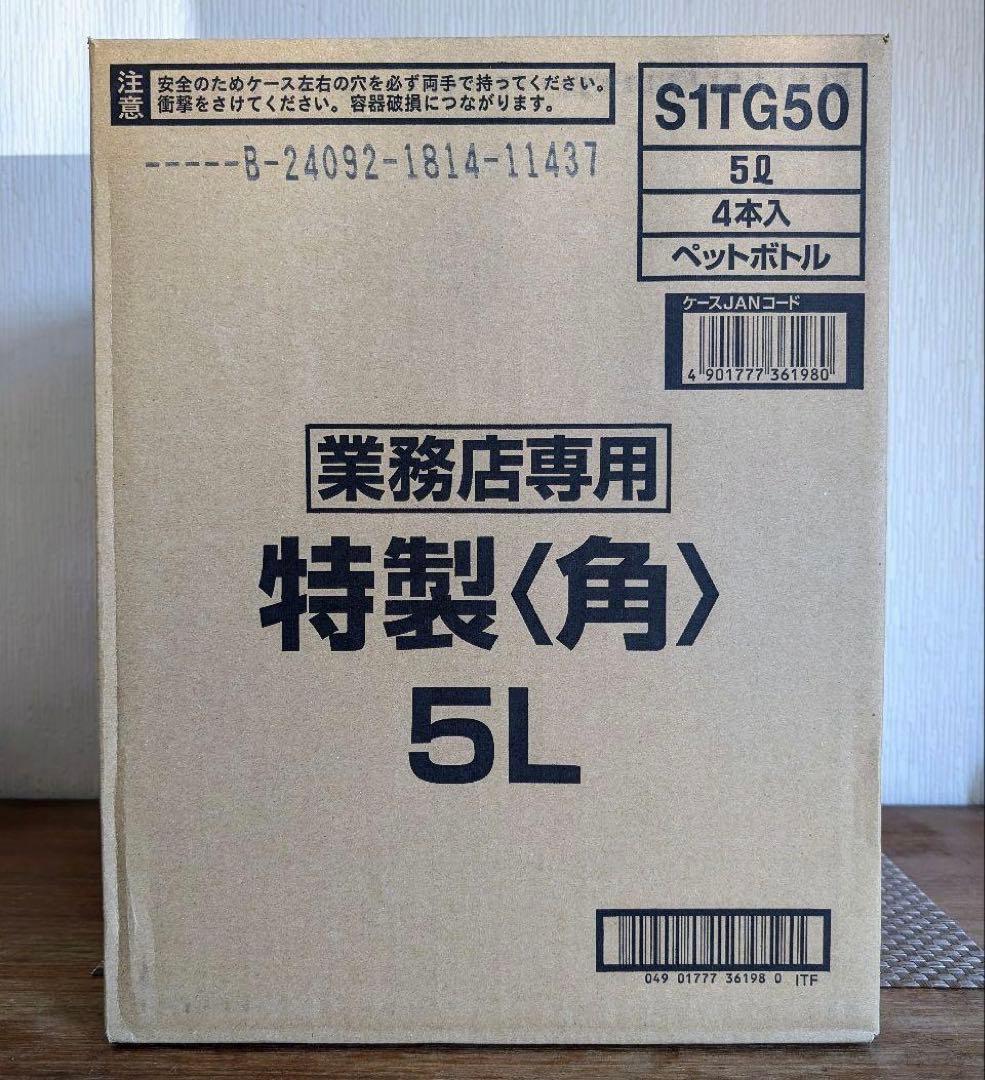 注意
安全のためケース左右の穴を必ず両手で持ってください。
衝撃をさけてください。容器破損につながります。
-----B-24092-1814-11437
S1TG50
5ℓ
4本入
ペットボトル
ケースJANコード
4 901777 361980
業務店専用
特製〈角〉
5L
049 01777 36198 0 ITF